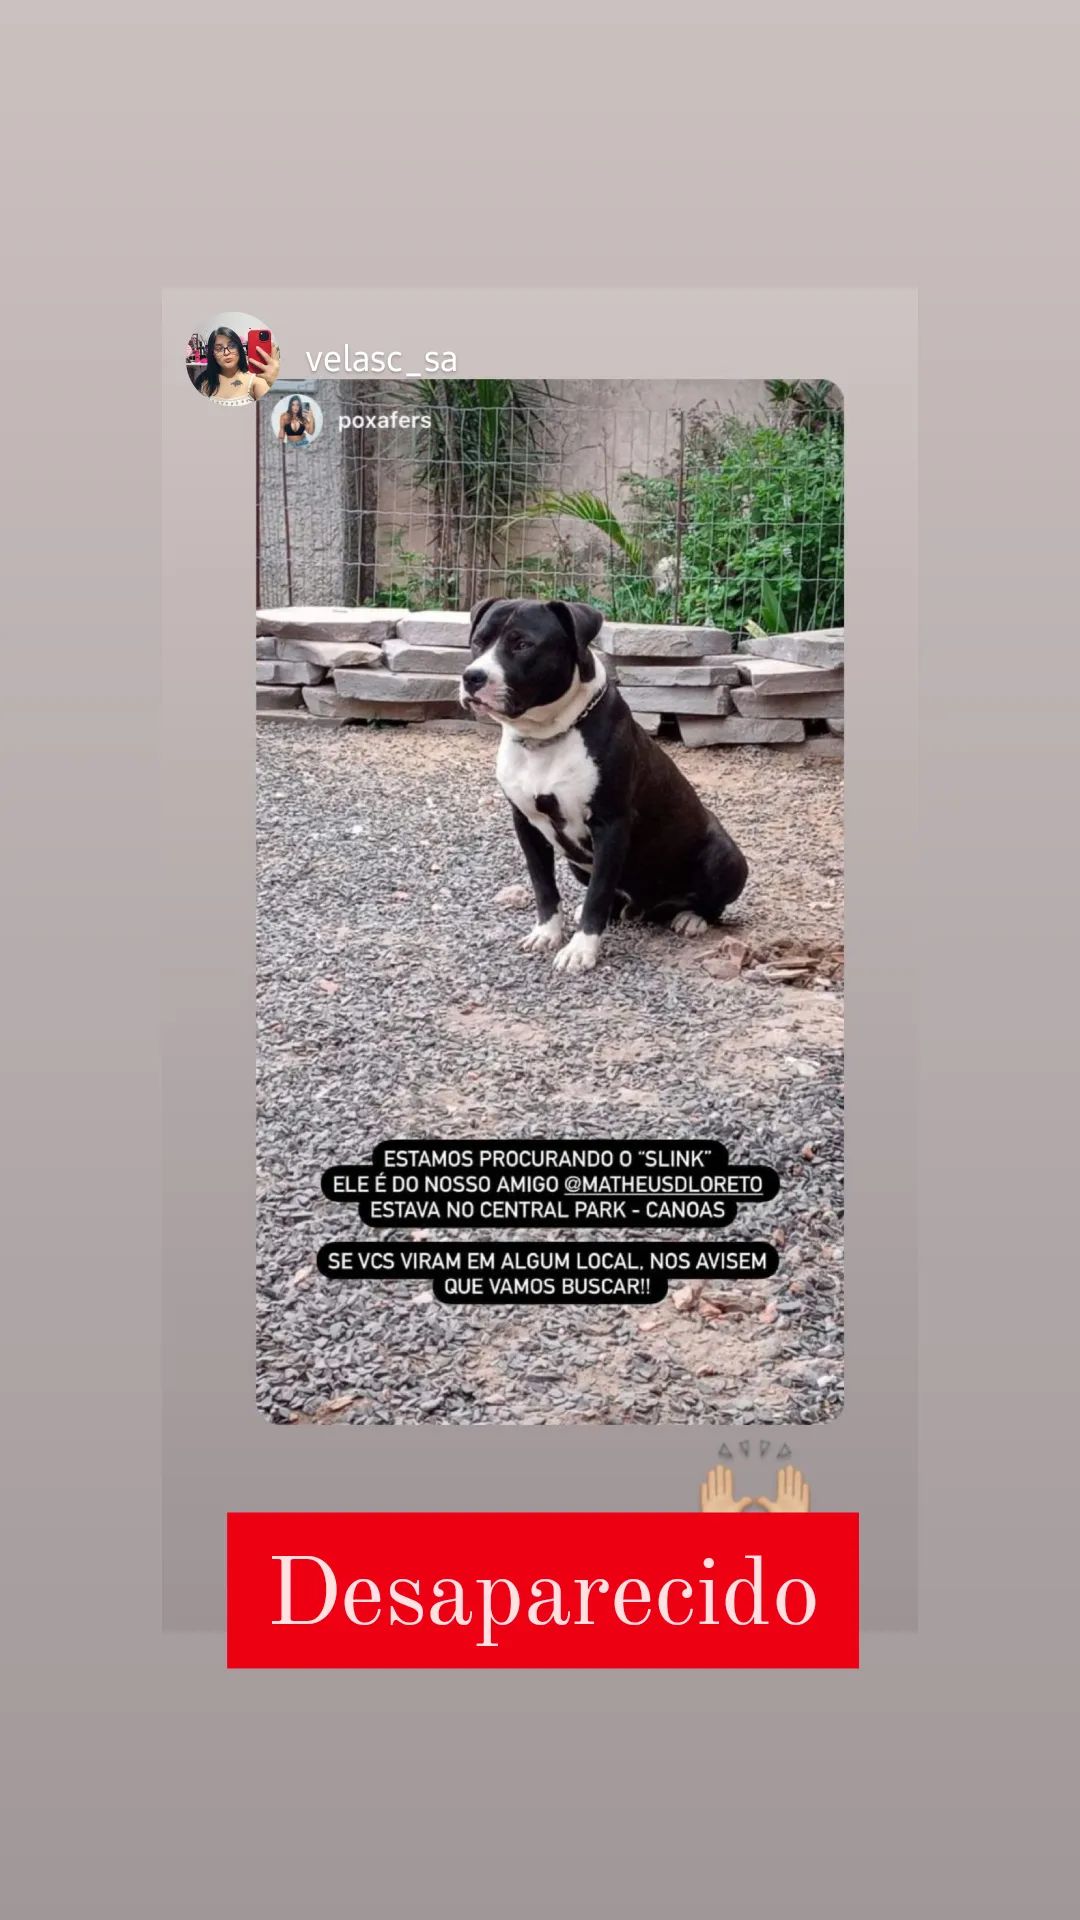 velasc_sa
poxafers
ESTAMOS PROCURANDO O “SLINK”
ELE É DO NOSSO AMIGO @MATHEUSDLORETO
ESTAVA NO CENTRAL PARK - CANOAS
SE VCS VIRAM EM ALGUM LOCAL, NOS AVISEM
QUE VAMOS BUSCAR!!
Desaparecido